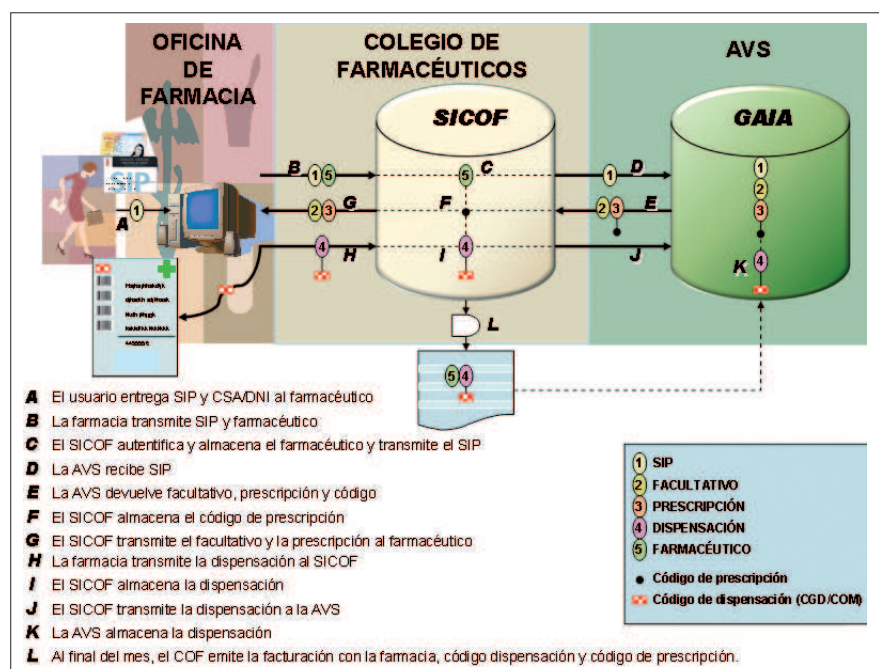 OFICINA
DE
FARMACIA
COLEGIO DE
FARMACÉUTICOS
AVS
SICOF
GAIA
SIP
B 1 5
5 C
1 D
1
2
A 1
2 3 G
F
2 3 E
3
4 H
I 4
J
K 4
L
5 4
A El usuario entrega SIP y CSA/DNI al farmacéutico
B La farmacia transmite SIP y farmacéutico
C El SICOF autentifica y almacena el farmacéutico y transmite el SIP
D La AVS recibe SIP
E La AVS devuelve facultativo, prescripción y código
F El SICOF almacena el código de prescripción
G El SICOF transmite el facultativo y la prescripción al farmacéutico
H La farmacia transmite la dispensación al SICOF
I El SICOF almacena la dispensación
J El SICOF transmite la dispensación a la AVS
K La AVS almacena la dispensación
L Al final del mes, el COF emite la facturación con la farmacia, código dispensación y código de prescripción.
1 SIP
2 FACULTATIVO
3 PRESCRIPCIÓN
4 DISPENSACIÓN
5 FARMACÉUTICO
Código de prescripción
Código de dispensación (CGD/COM)